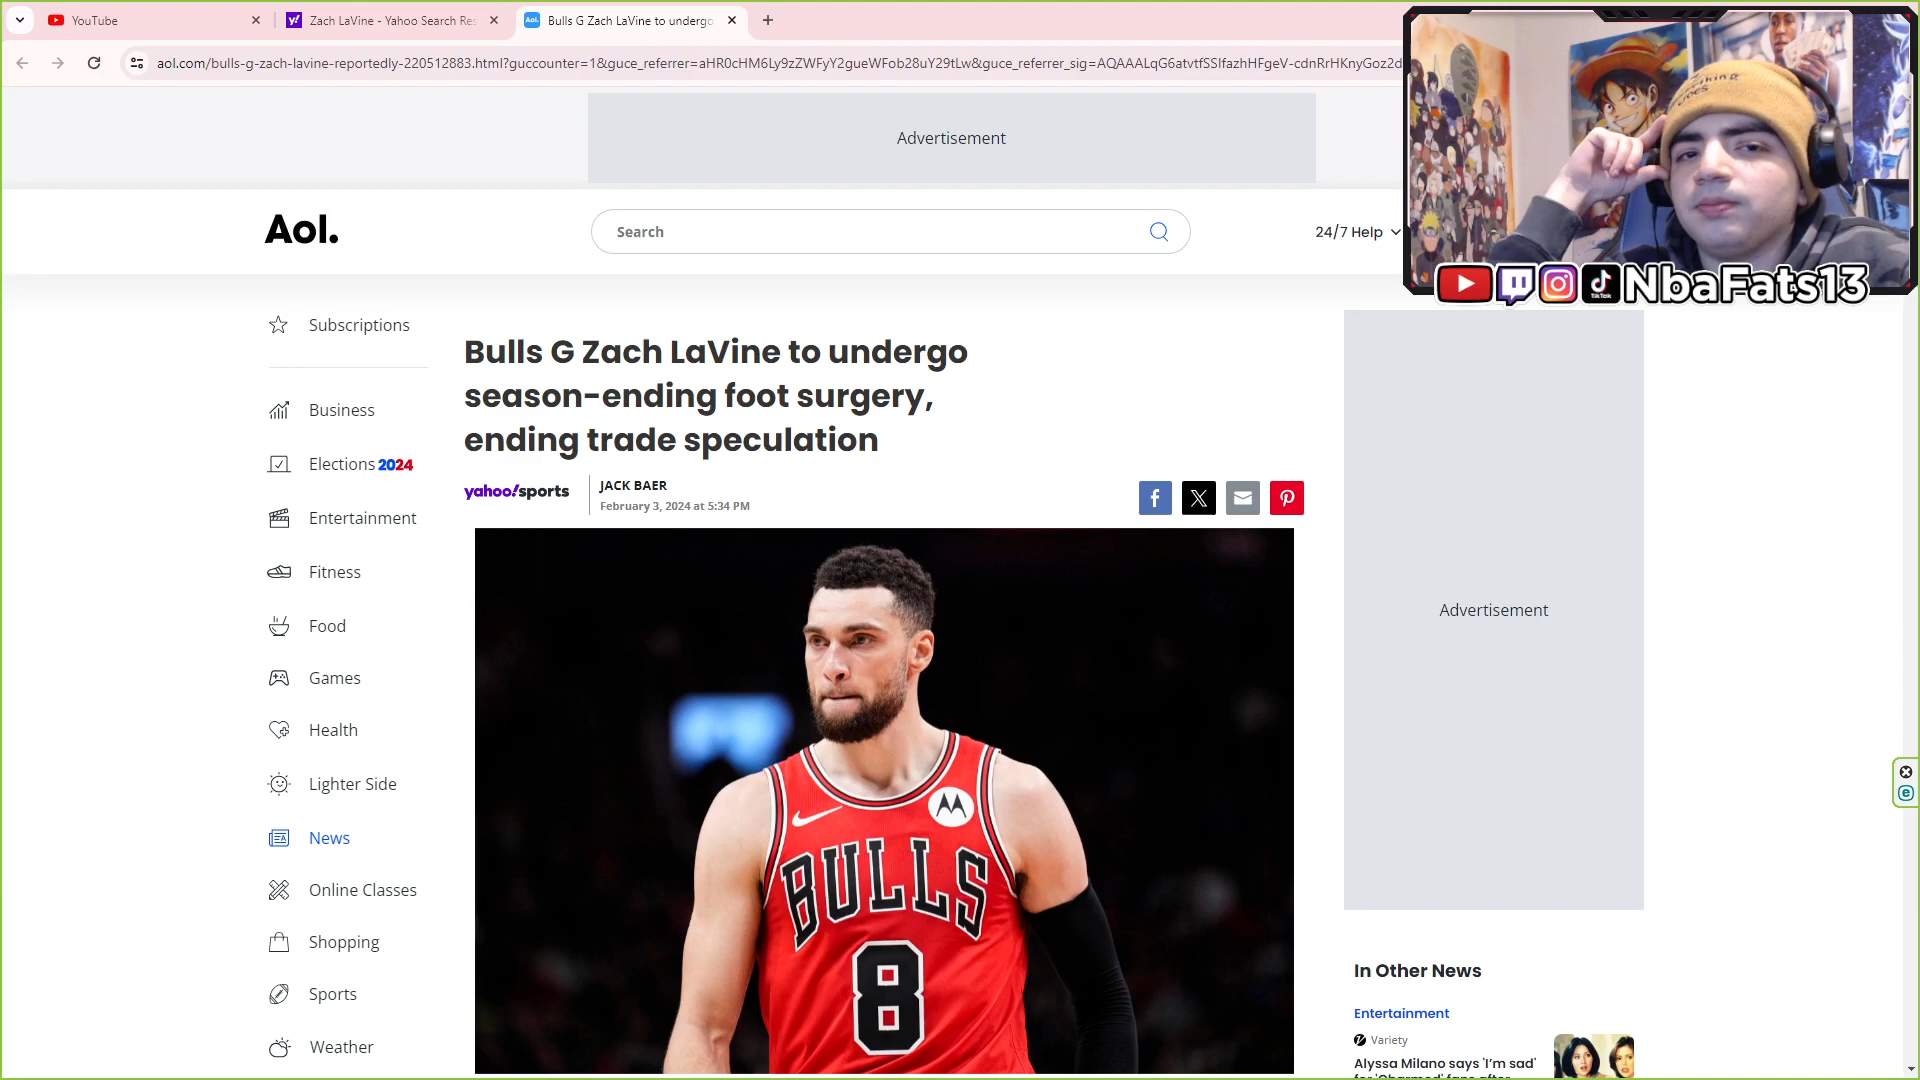 YouTube
Zach LaVine - Yahoo Search Res
Aol.
Bulls G Zach LaVine to undergo
aol.com/bulls-g-zach-lavine-reportedly-220512883.html?guccounter=1&guce_referrer=aHR0cHM6Ly9zZWFyY2gueWFob28uY29tLw&guce_referrer_sig=AQAAALqG6atvtfSSIfazhHFgeV-cdnRrHKnyGoz2d
Advertisement
Aol.
Search
24/7 Help
NbaFats13
TikTok
Subscriptions
Business
Elections 2024
Entertainment
Fitness
Food
Games
Health
Lighter Side
News
Online Classes
Shopping
Sports
Weather
Bulls G Zach LaVine to undergo
season-ending foot surgery,
ending trade speculation
yahoo!sports
JACK BAER
February 3, 2024 at 5:34 PM
BULLS
8
Advertisement
In Other News
Entertainment
Variety
Alyssa Milano says 'I'm sad'